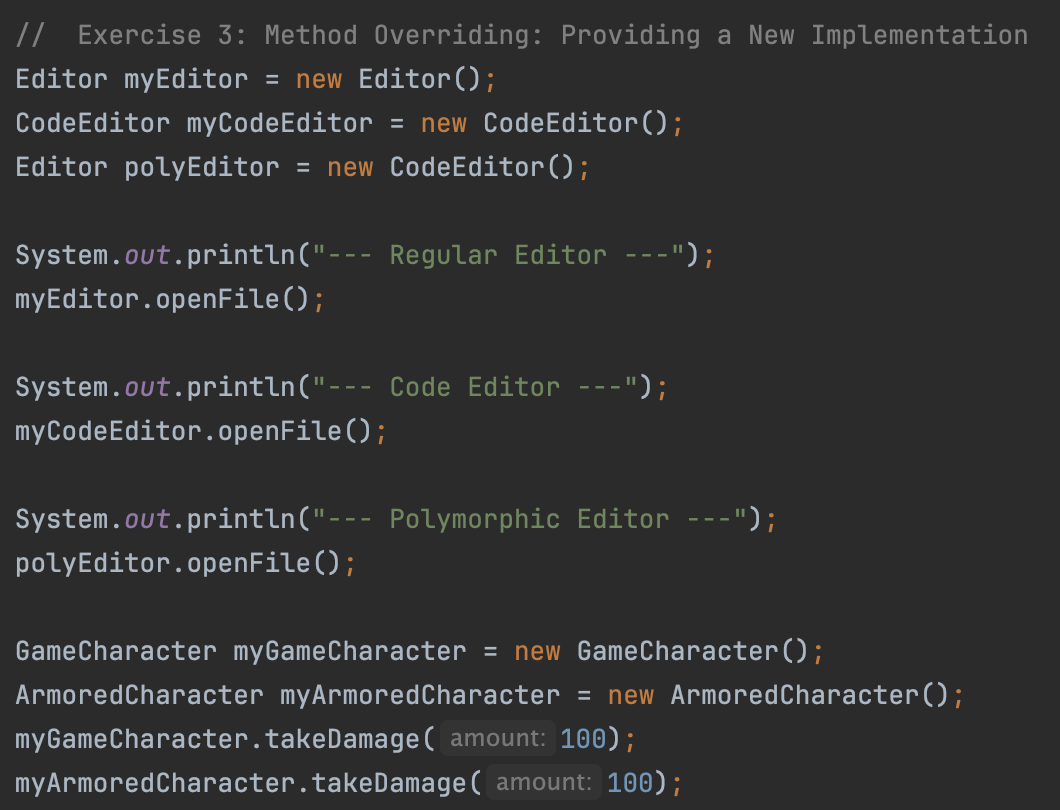 //  Exercise 3: Method Overriding: Providing a New Implementation
Editor myEditor = new Editor();
CodeEditor myCodeEditor = new CodeEditor();
Editor polyEditor = new CodeEditor();
System.out.println("--- Regular Editor ---");
myEditor.openFile();
System.out.println("--- Code Editor ---");
myCodeEditor.openFile();
System.out.println("--- Polymorphic Editor ---");
polyEditor.openFile();
GameCharacter myGameCharacter = new GameCharacter();
ArmoredCharacter myArmoredCharacter = new ArmoredCharacter();
myGameCharacter.takeDamage( amount: 100);
myArmoredCharacter.takeDamage( amount: 100);